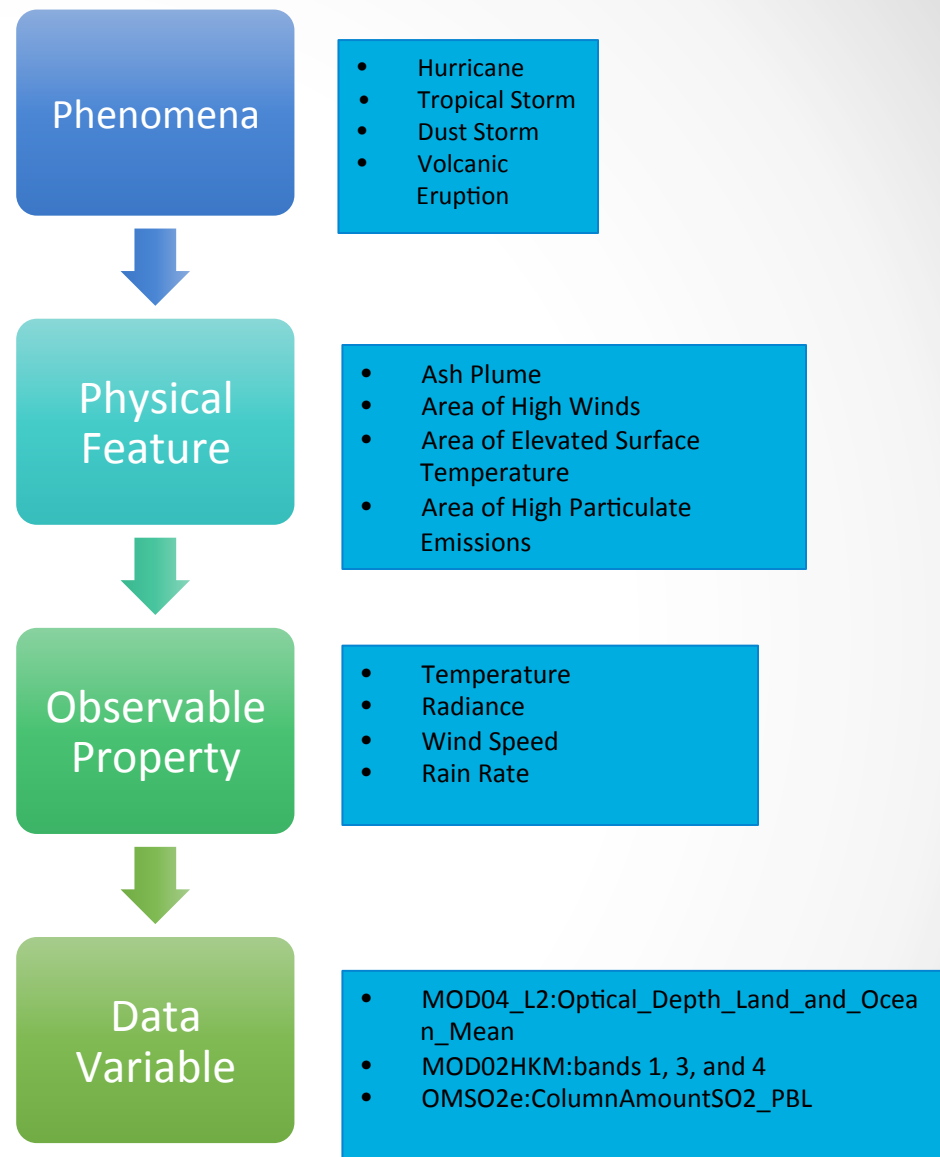 Phenomena
• Hurricane
• Tropical Storm
• Dust Storm
• Volcanic
Eruption
Physical
Feature
• Ash Plume
• Area of High Winds
• Area of Elevated Surface
Temperature
• Area of High Particulate
Emissions
Observable
Property
• Temperature
• Radiance
• Wind Speed
• Rain Rate
Data
Variable
• MOD04_L2:Optical_Depth_Land_and_Ocea
n_Mean
• MOD02HKM:bands 1, 3, and 4
• OMSO2e:ColumnAmountSO2_PBL